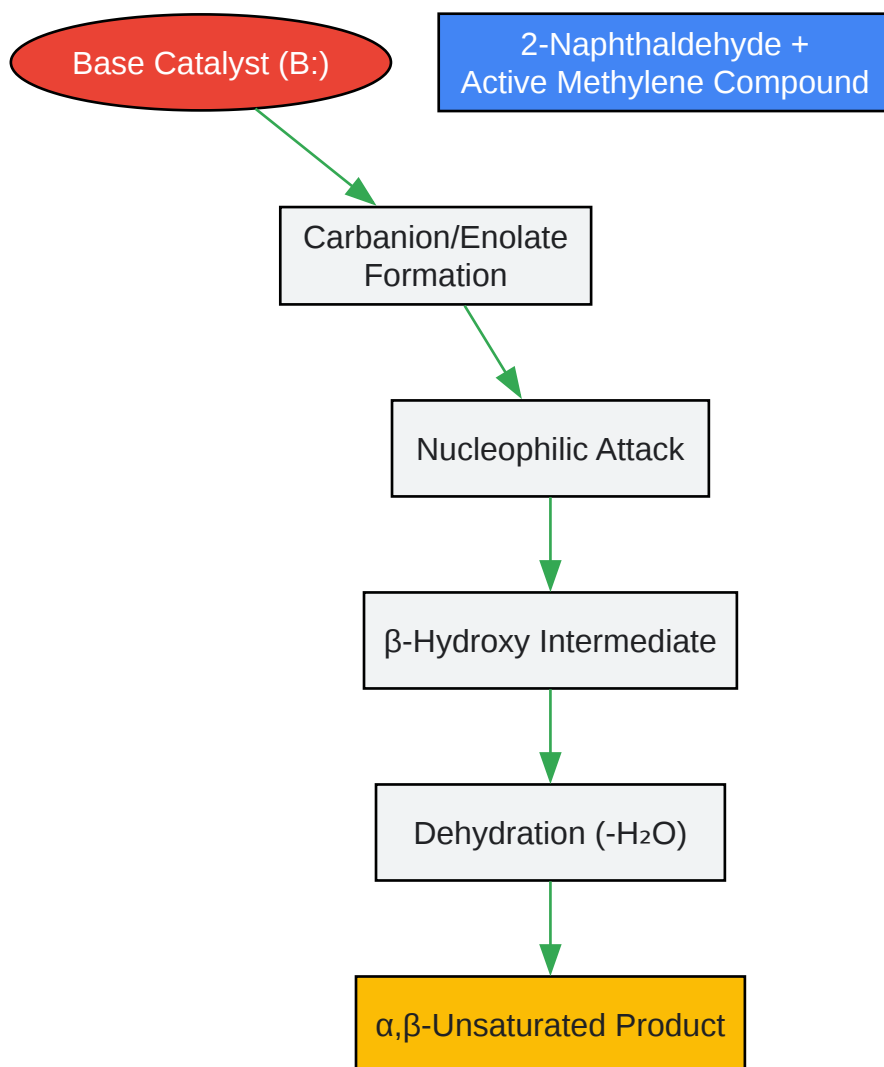 Base Catalyst (B:)
2-Naphthaldehyde +
Active Methylene Compound
Carbanion/Enolate
Formation
Nucleophilic Attack
β-Hydroxy Intermediate
Dehydration (-H₂O)
α,β-Unsaturated Product